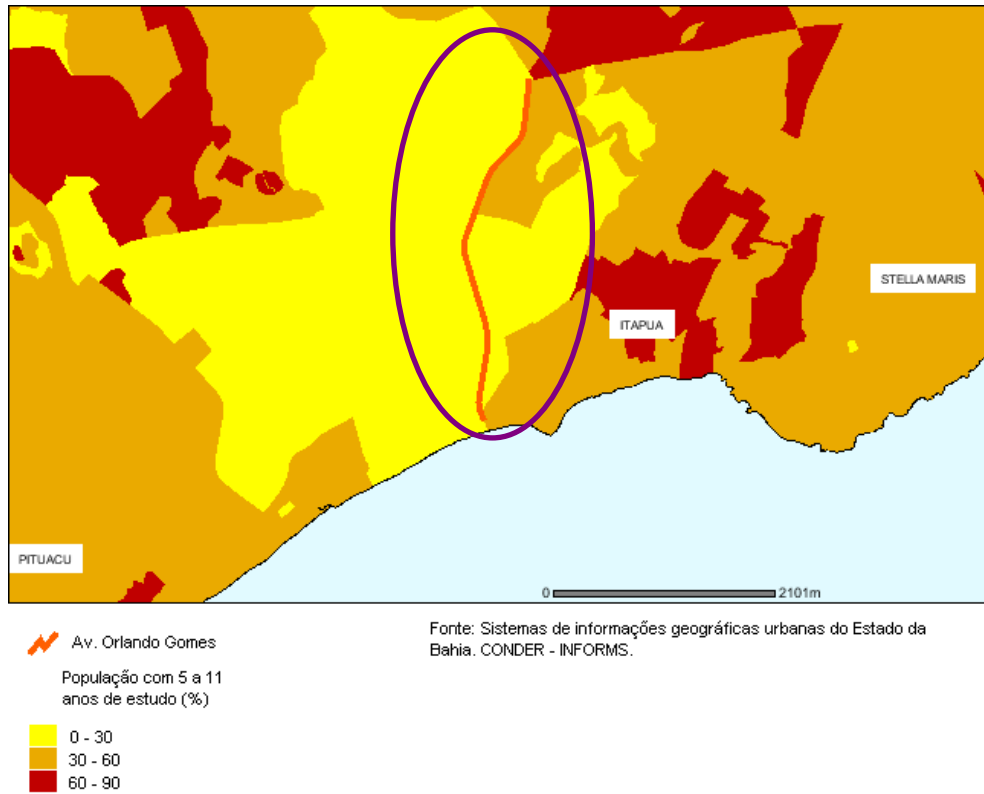 STELLA MARIS
ITAPUA
PITUACU
0 2101m
Av. Orlando Gomes
População com 5 a 11
anos de estudo (%)
0 - 30
30 - 60
60 - 90
Fonte: Sistemas de informações geográficas urbanas do Estado da
Bahia. CONDER - INFORMS.